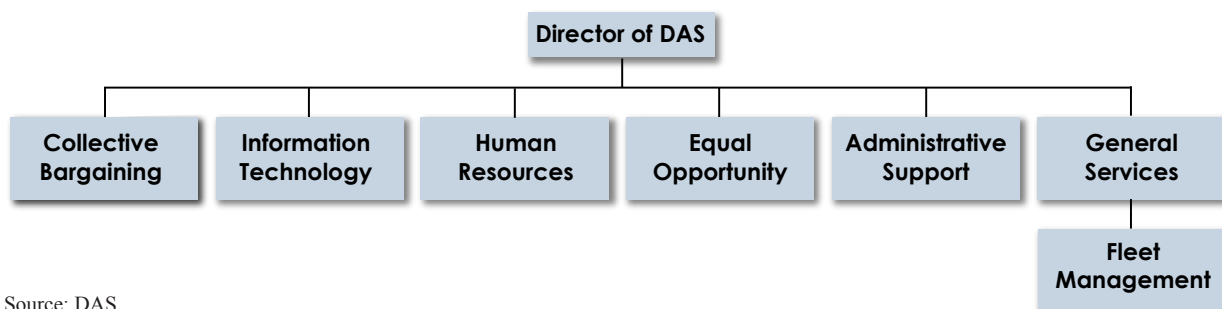 Director of DAS
Collective
Bargaining
Information
Technology
Human
Resources
Equal
Opportunity
Administrative
Support
General
Services
Fleet
Management
Source: DAS